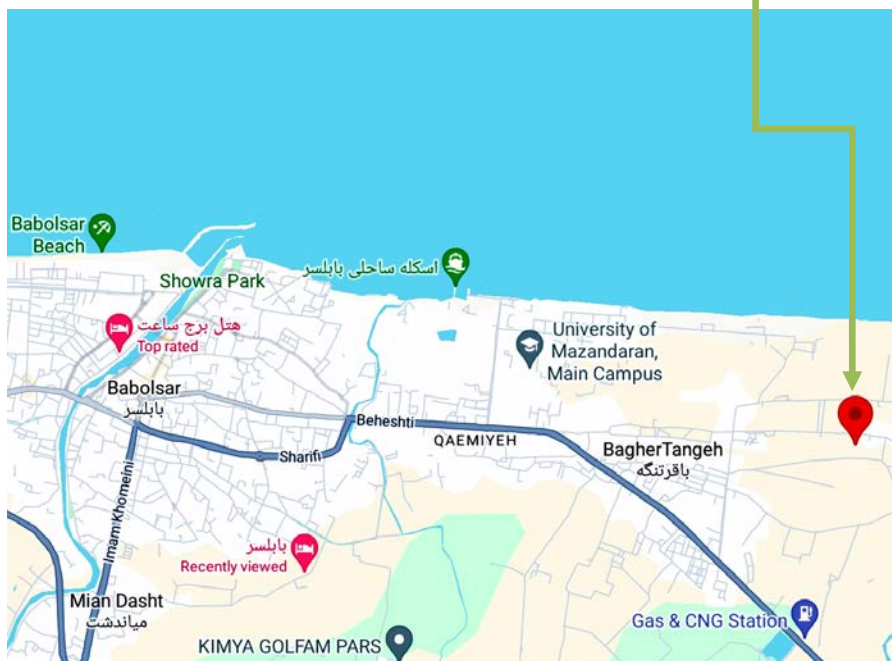 Babolsar
Beach
Showra Park
اسکله ساحلی بابلسر
هتل برج ساعت
Top rated
University of
Mazandaran,
Main Campus
Babolsar
بابلسر
Beheshti
QAEMIYEH
Sharifi
BagherTangeh
باقرتنگه
Imam Khomeini
بابلسر
Recently viewed
Mian Dasht
میاندشت
Gas & CNG Station
KIMYA GOLFAM PARS